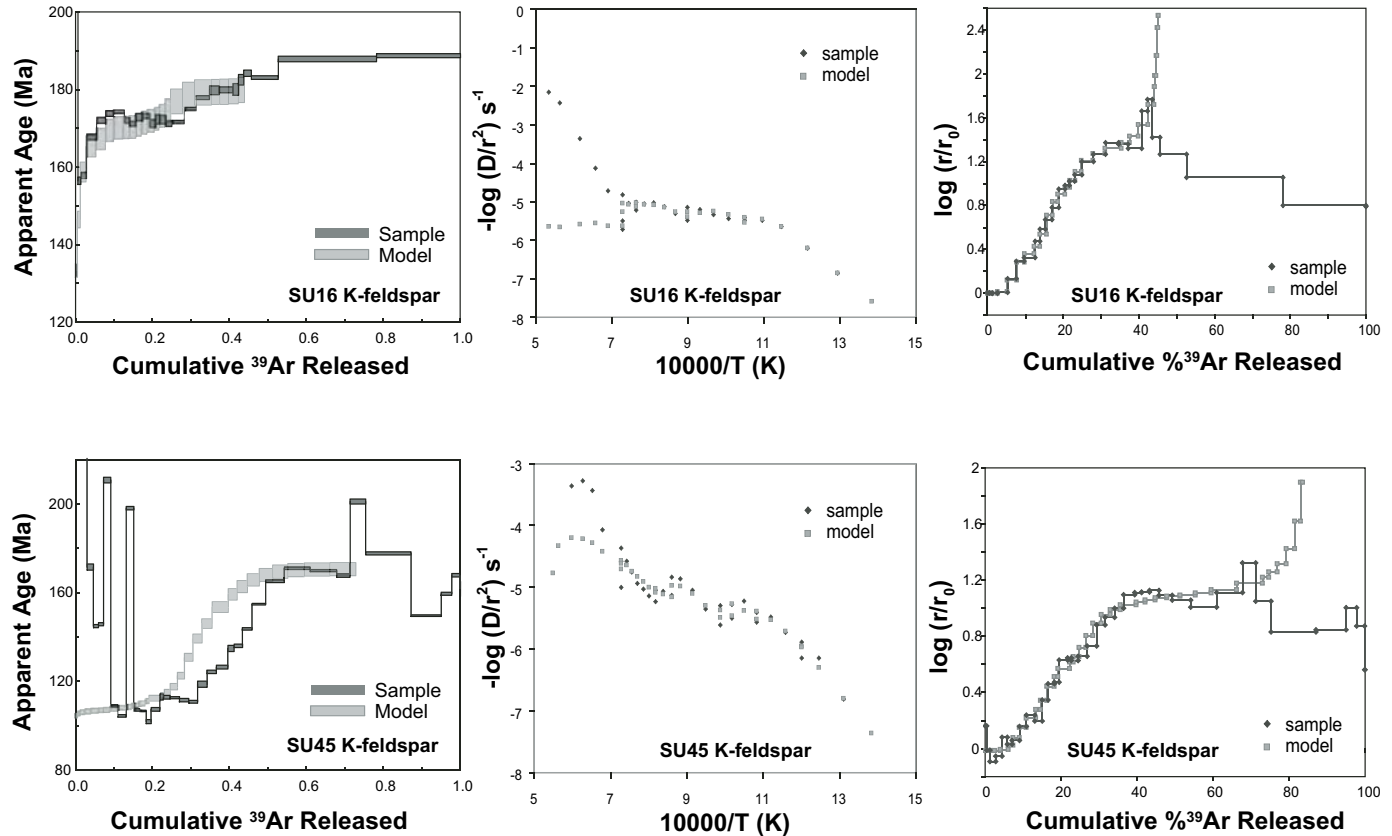 200
180
160
140
120
Apparent Age (Ma)
Sample
Model
SU16 K-feldspar
0.0 0.2 0.4 0.6 0.8 1.0
Cumulative ³⁹Ar Released
0
-1
-2
-3
-4
-5
-6
-7
-8
-log (D/r²) s⁻¹
sample
model
SU16 K-feldspar
5 7 9 11 13 15
10000/T (K)
2.4
2
1.6
1.2
0.8
0.4
0
log (r/r₀)
sample
model
SU16 K-feldspar
0 20 40 60 80 100
Cumulative %³⁹Ar Released
200
160
120
80
Apparent Age (Ma)
Sample
Model
SU45 K-feldspar
0.0 0.2 0.4 0.6 0.8 1.0
Cumulative ³⁹Ar Released
-3
-4
-5
-6
-7
-8
-log (D/r²) s⁻¹
sample
model
SU45 K-feldspar
5 7 9 11 13 15
10000/T (K)
2
1.6
1.2
0.8
0.4
0
log (r/r₀)
sample
model
SU45 K-feldspar
0 20 40 60 80 100
Cumulative %³⁹Ar Released